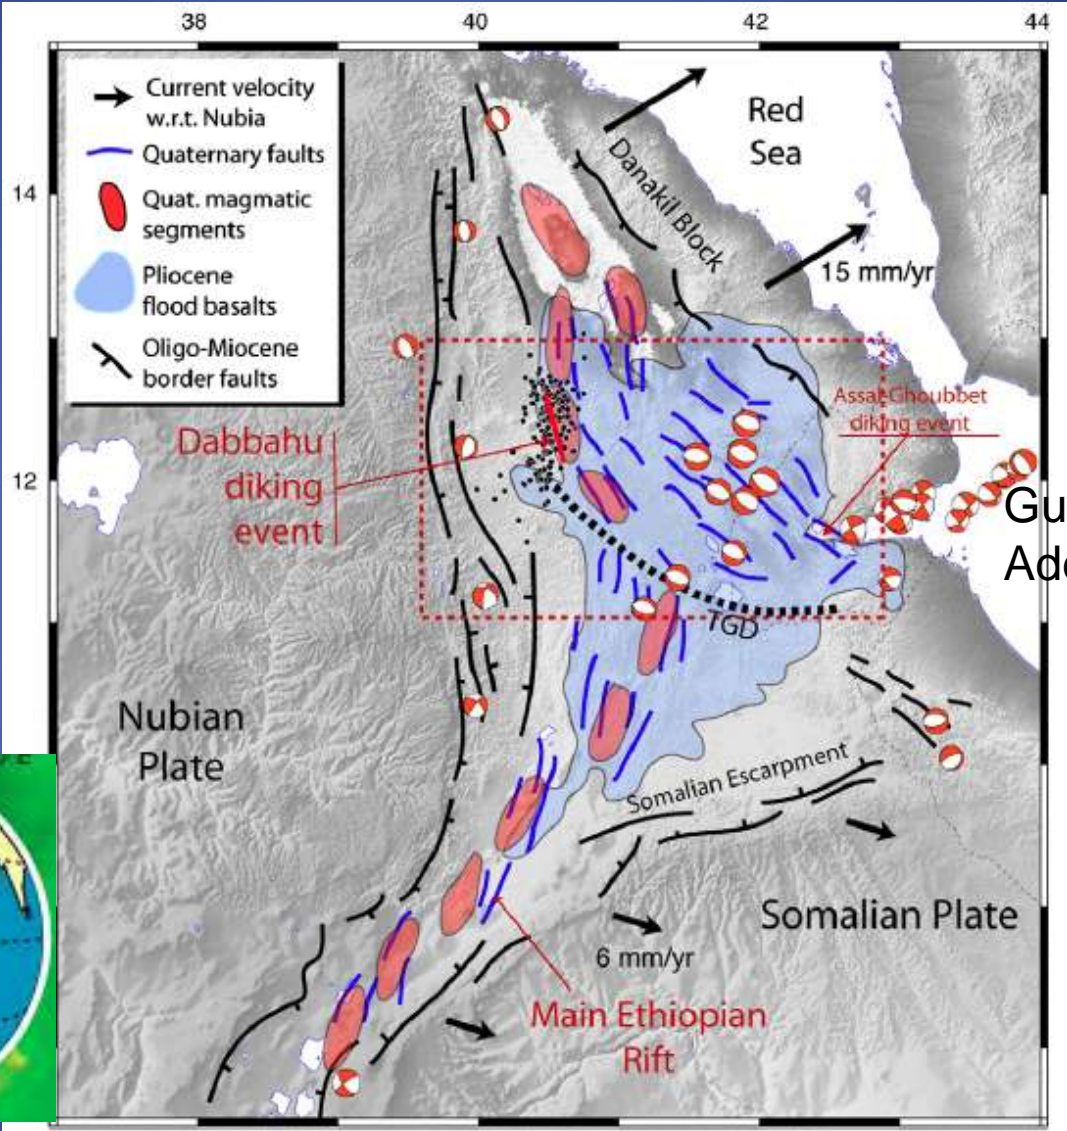 38
40
42
44
14
12
Current velocity
w.r.t. Nubia
Quaternary faults
Quat. magmatic
segments
Pliocene
flood basalts
Oligo-Miocene
border faults
Red
Sea
Danakil Block
15 mm/yr
Assal-Ghoubbet
diking event
Dabbahu
diking
event
TGD
Nubian
Plate
Somalian Escarpment
Somalian Plate
6 mm/yr
Main Ethiopian
Rift